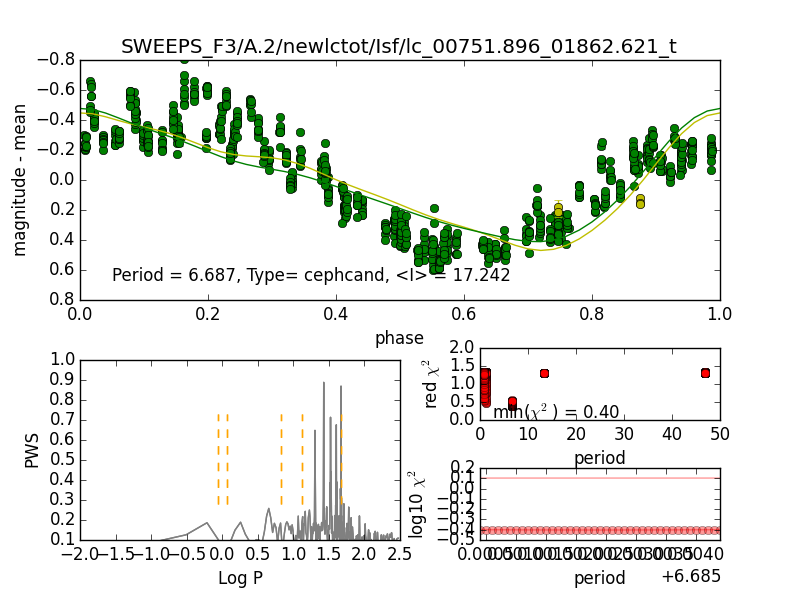 SWEEPS_F3/A.2/newlctot/Isf/lc_00751.896_01862.621_t
−0.8
−0.6
−0.4
−0.2
0.0
0.2
0.4
0.6
0.8
magnitude - mean
Period = 6.687, Type= cephcand, <I> = 17.242
0.0 0.2 0.4 0.6 0.8 1.0
phase
1.0
0.9
0.8
0.7
0.6
0.5
0.4
0.3
0.2
0.1
PWS
−2.0 −1.5 −1.0 −0.5 0.0 0.5 1.0 1.5 2.0 2.5
Log P
2.0
1.5
1.0
0.5
0.0
red χ²
min(χ²) = 0.40
0 10 20 30 40 50
period
0.2
0.1
0.0
−0.1
−0.2
−0.3
−0.4
−0.5
log10 χ²
period
+6.685